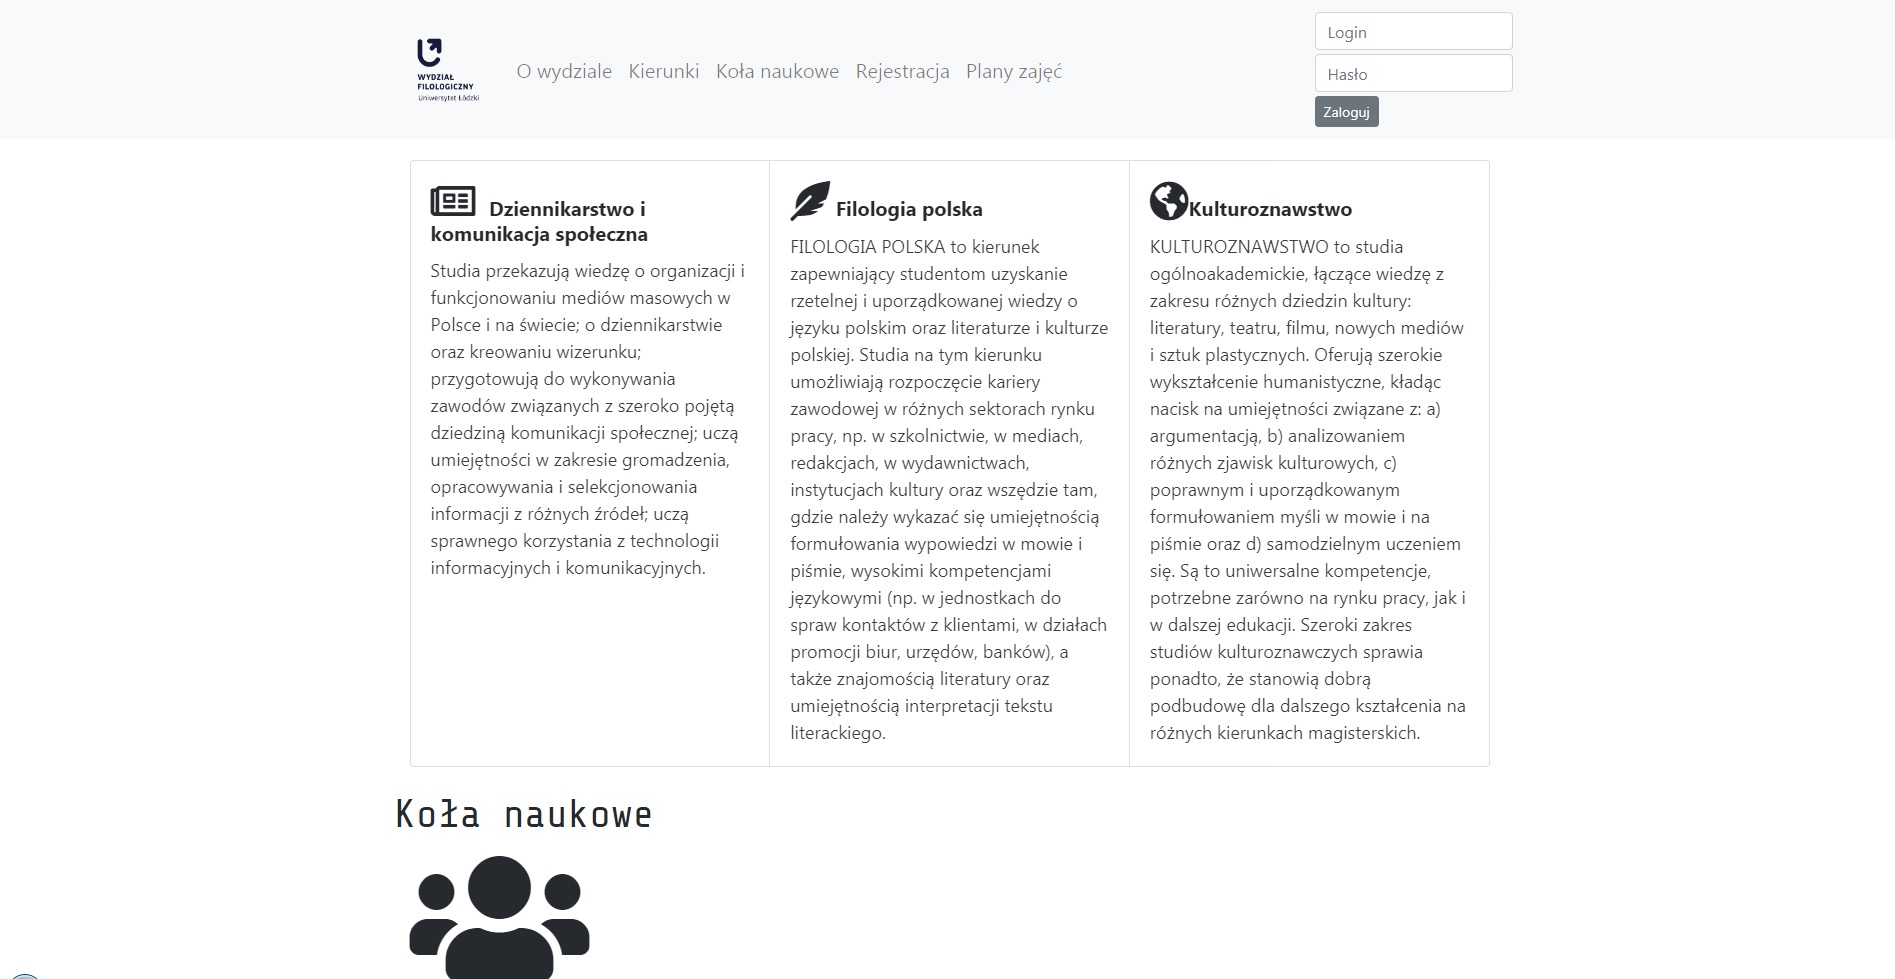 WYDZIAŁ
FILOLOGICZNY
Uniwersytet Łódzki
O wydziale Kierunki Koła naukowe Rejestracja Plany zajęć
Login
Hasło
Zaloguj
Dziennikarstwo i
komunikacja społeczna
Studia przekazują wiedzę o organizacji i
funkcjonowaniu mediów masowych w
Polsce i na świecie; o dziennikarstwie
oraz kreowaniu wizerunku;
przygotowują do wykonywania
zawodów związanych z szeroko pojętą
dziedziną komunikacji społecznej; uczą
umiejętności w zakresie gromadzenia,
opracowywania i selekcjonowania
informacji z różnych źródeł; uczą
sprawnego korzystania z technologii
informacyjnych i komunikacyjnych.
Filologia polska
FILOLOGIA POLSKA to kierunek
zapewniający studentom uzyskanie
rzetelnej i uporządkowanej wiedzy o
języku polskim oraz literaturze i kulturze
polskiej. Studia na tym kierunku
umożliwiają rozpoczęcie kariery
zawodowej w różnych sektorach rynku
pracy, np. w szkolnictwie, w mediach,
redakcjach, w wydawnictwach,
instytucjach kultury oraz wszędzie tam,
gdzie należy wykazać się umiejętnością
formułowania wypowiedzi w mowie i
piśmie, wysokimi kompetencjami
językowymi (np. w jednostkach do
spraw kontaktów z klientami, w działach
promocji biur, urzędów, banków), a
także znajomością literatury oraz
umiejętnością interpretacji tekstu
literackiego.
Kulturoznawstwo
KULTUROZNAWSTWO to studia
ogólnoakademickie, łączące wiedzę z
zakresu różnych dziedzin kultury:
literatury, teatru, filmu, nowych mediów
i sztuk plastycznych. Oferują szerokie
wykształcenie humanistyczne, kładąc
nacisk na umiejętności związane z: a)
argumentacją, b) analizowaniem
różnych zjawisk kulturowych, c)
poprawnym i uporządkowanym
formułowaniem myśli w mowie i na
piśmie oraz d) samodzielnym uczeniem
się. Są to uniwersalne kompetencje,
potrzebne zarówno na rynku pracy, jak i
w dalszej edukacji. Szeroki zakres
studiów kulturoznawczych sprawia
ponadto, że stanowią dobrą
podbudowę dla dalszego kształcenia na
różnych kierunkach magisterskich.
Koła naukowe